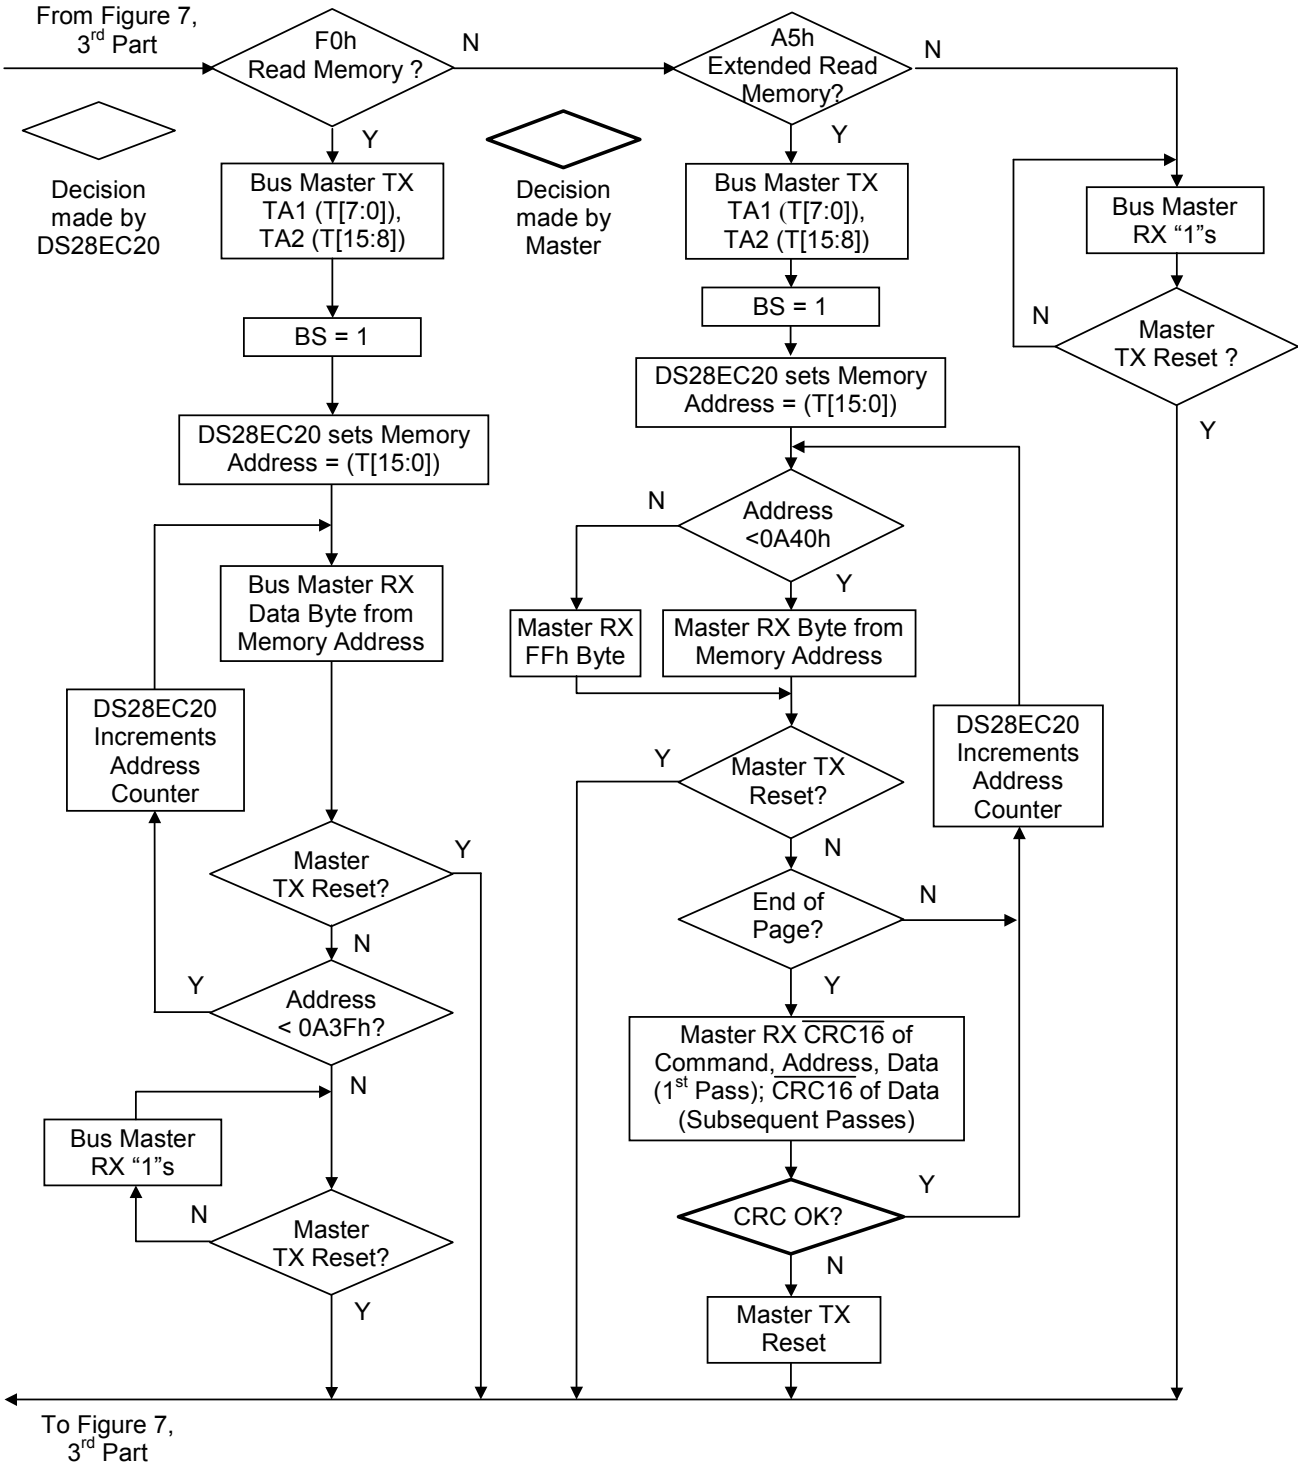 From Figure 7,
3rd Part
F0h
Read Memory ?
N
Y
A5h
Extended Read
Memory?
N
Y
Decision
made by
DS28EC20
Decision
made by
Master
Bus Master TX
TA1 (T[7:0]),
TA2 (T[15:8])
BS = 1
DS28EC20 sets Memory
Address = (T[15:0])
Bus Master RX
Data Byte from
Memory Address
DS28EC20
Increments
Address
Counter
Master
TX Reset?
Y
N
Address
< 0A3Fh?
Y
N
Bus Master
RX “1”s
Master
TX Reset?
N
Y
Bus Master TX
TA1 (T[7:0]),
TA2 (T[15:8])
BS = 1
DS28EC20 sets Memory
Address = (T[15:0])
Address
<0A40h
N
Y
Master RX
FFh Byte
Master RX Byte from
Memory Address
Master TX
Reset?
Y
N
DS28EC20
Increments
Address
Counter
End of
Page?
N
Y
Master RX CRC16 of
Command, Address, Data
(1st Pass); CRC16 of Data
(Subsequent Passes)
CRC OK?
Y
N
Master TX
Reset
Bus Master
RX “1”s
Master
TX Reset ?
N
Y
To Figure 7,
3rd Part